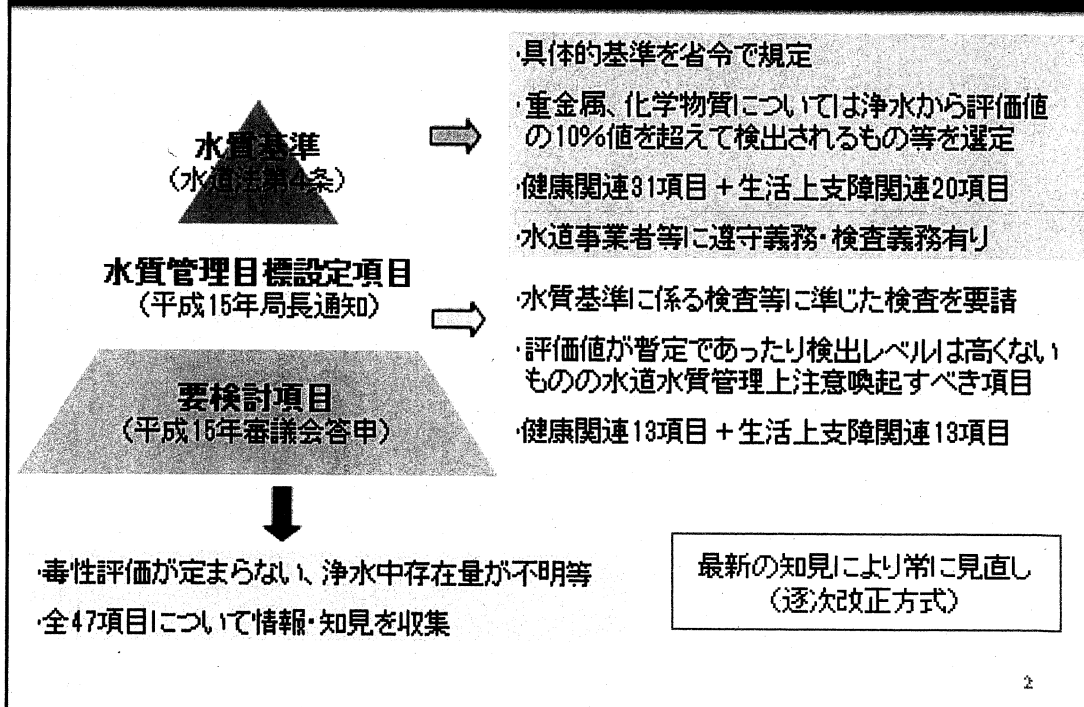 水質基準
（水道法第4条）
水質管理目標設定項目
（平成15年局長通知）
要検討項目
（平成15年審議会答申）
・具体的基準を省令で規定
・重金属、化学物質については浄水から評価値
の10%値を超えて検出されるもの等を選定
・健康関連31項目＋生活上支障関連20項目
・水道事業者等に遵守義務・検査義務有り
・水質基準に係る検査等に準じた検査を要請
・評価値が暫定であったり検出レベルは高くない
ものの水道水質管理上注意喚起すべき項目
・健康関連13項目＋生活上支障関連13項目
・毒性評価が定まらない、浄水中存在量が不明等
・全47項目について情報・知見を収集
最新の知見により常に見直し
（逐次改正方式）
2